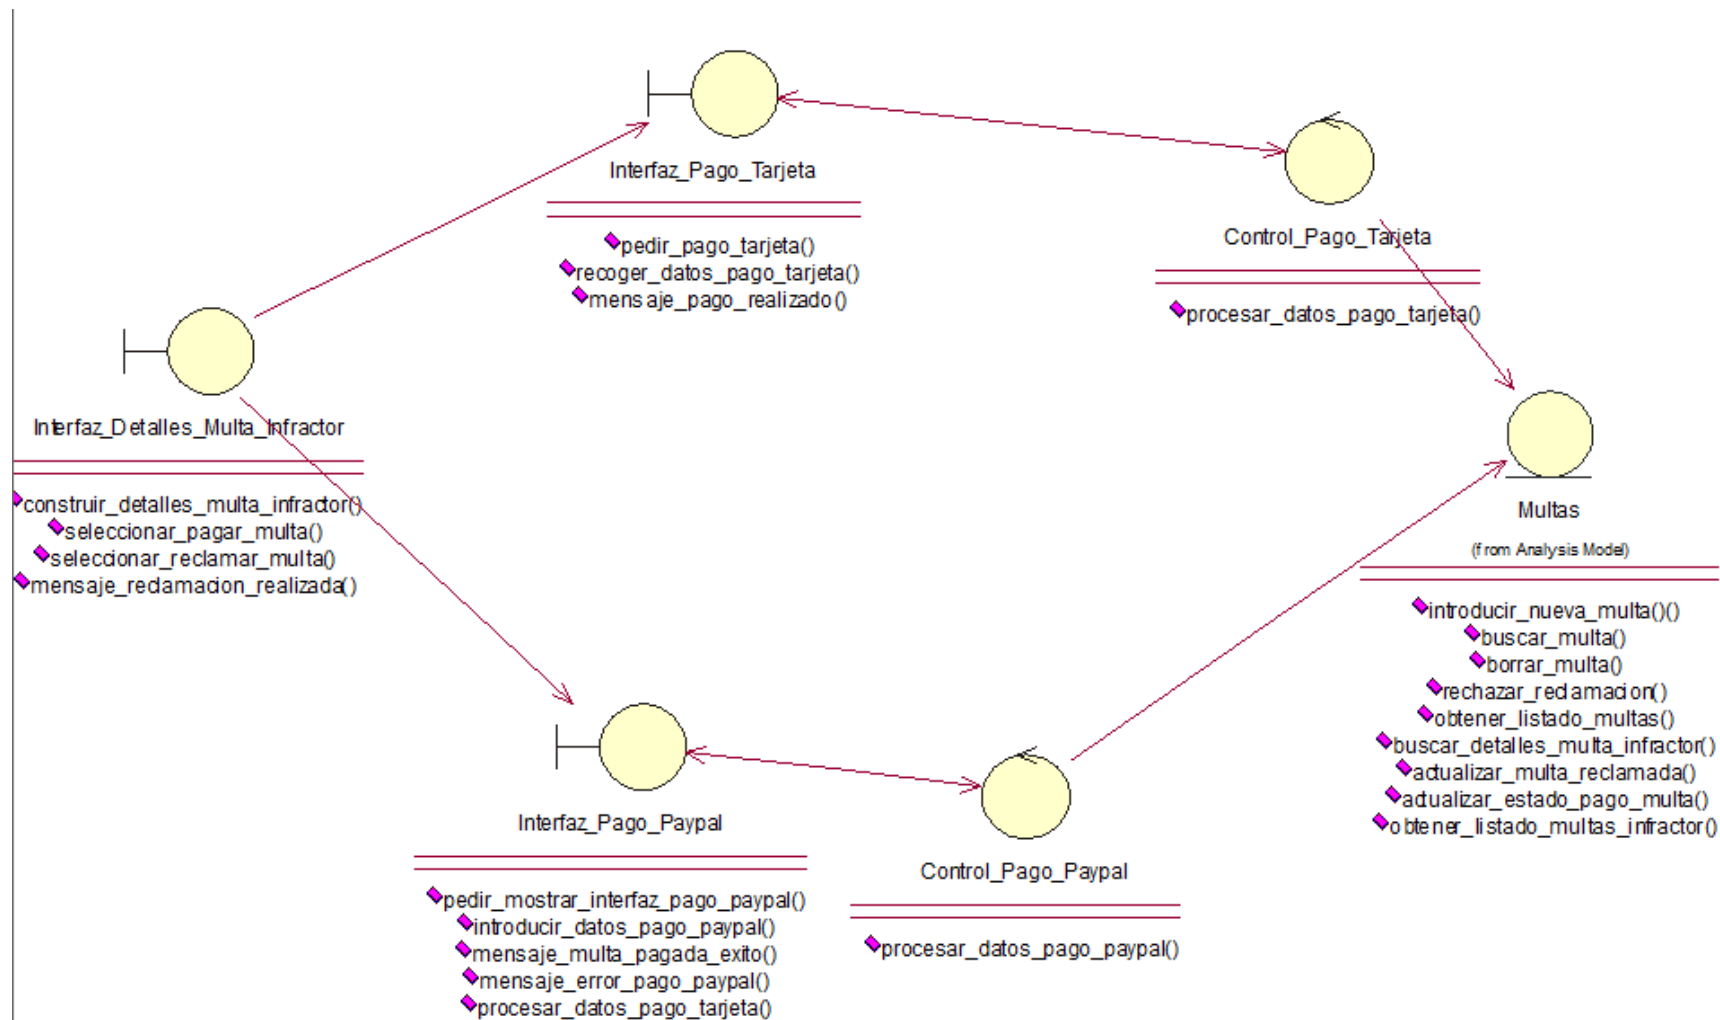 Interfaz_Pago_Tarjeta
pedir_pago_tarjeta()
recoger_datos_pago_tarjeta()
mensaje_pago_realizado()
Control_Pago_Tarjeta
procesar_datos_pago_tarjeta()
Interfaz_Detalles_Multa_Infractor
construir_detalles_multa_infractor()
seleccionar_pagar_multa()
seleccionar_reclamar_multa()
mensaje_reclamacion_realizada()
Multas
(from Analysis Model)
introducir_nueva_multa()()
buscar_multa()
borrar_multa()
rechazar_reclamacion()
obtener_listado_multas()
buscar_detalles_multa_infractor()
actualizar_multa_reclamada()
actualizar_estado_pago_multa()
obtener_listado_multas_infractor()
Interfaz_Pago_Paypal
pedir_mostrar_interfaz_pago_paypal()
introducir_datos_pago_paypal()
mensaje_multa_pagada_exito()
mensaje_error_pago_paypal()
procesar_datos_pago_tarjeta()
Control_Pago_Paypal
procesar_datos_pago_paypal()